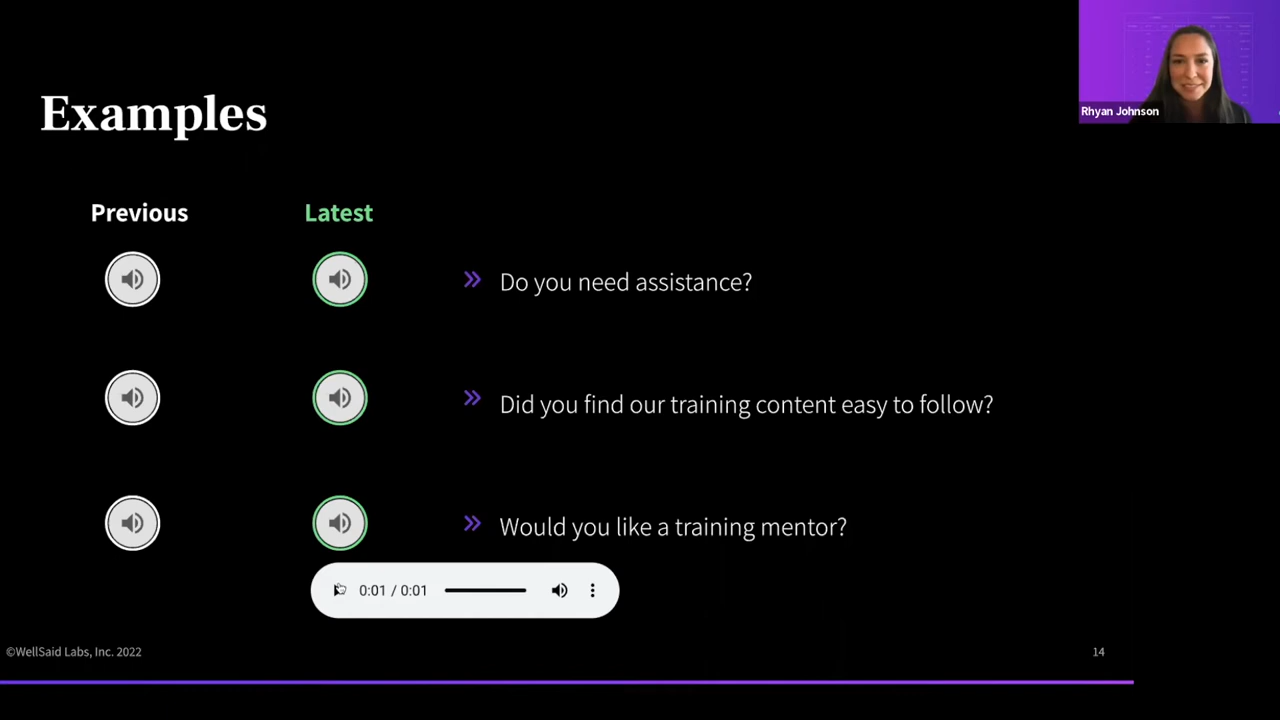 Examples
Rhyan Johnson
Previous
Latest
Do you need assistance?
Did you find our training content easy to follow?
Would you like a training mentor?
0:01 / 0:01
©WellSaid Labs, Inc. 2022
14